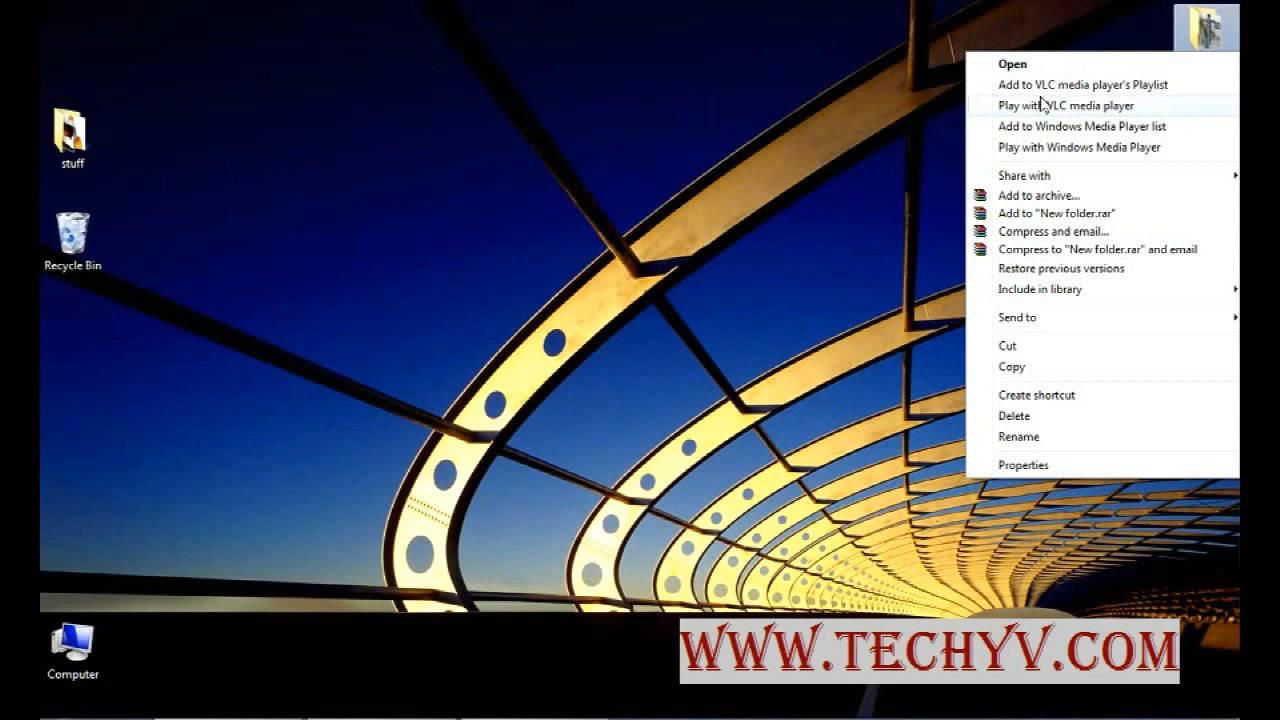 Open
Add to VLC media player's Playlist
Play with VLC media player
Add to Windows Media Player list
Play with Windows Media Player
Share with
Add to archive...
Add to "New folder.rar"
Compress and email...
Compress to "New folder.rar" and email
Restore previous versions
Include in library
Send to
Cut
Copy
Create shortcut
Delete
Rename
Properties
stuff
Recycle Bin
Computer
WWW.TECHYV.COM